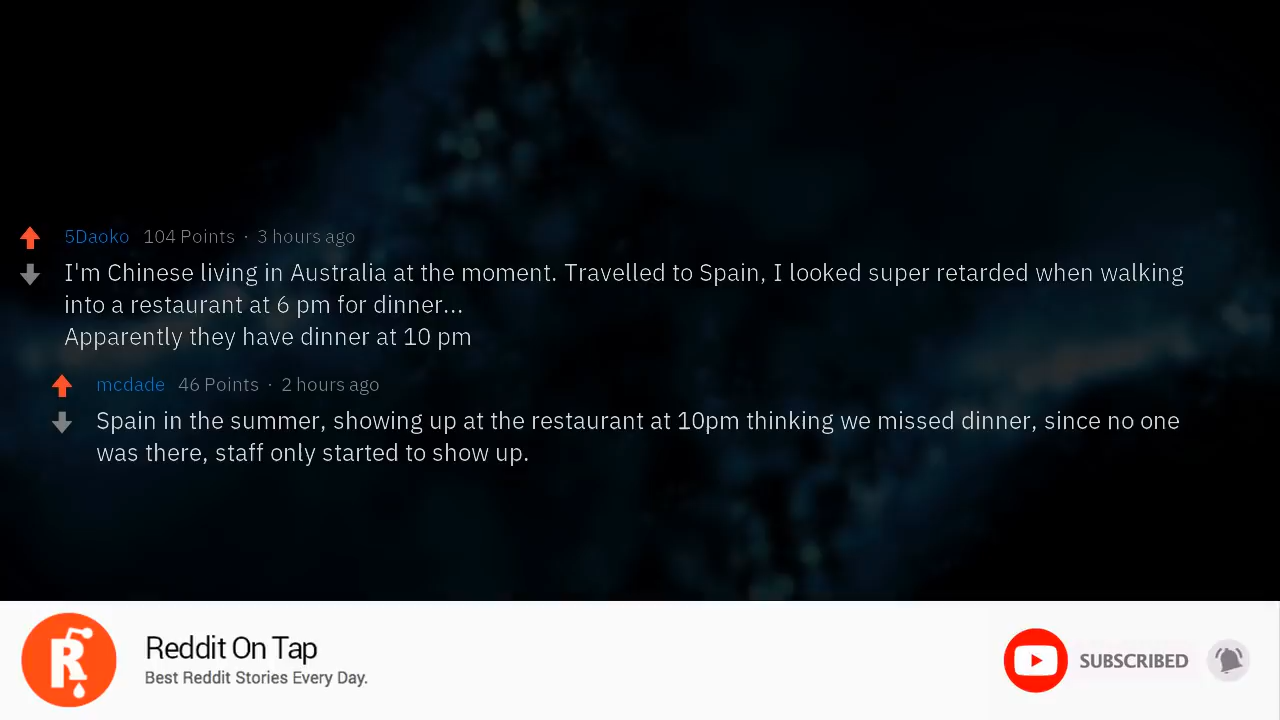 5Daoko 104 Points · 3 hours ago
I'm Chinese living in Australia at the moment. Travelled to Spain, I looked super retarded when walking
into a restaurant at 6 pm for dinner...
Apparently they have dinner at 10 pm
mcdade 46 Points · 2 hours ago
Spain in the summer, showing up at the restaurant at 10pm thinking we missed dinner, since no one
was there, staff only started to show up.
Reddit On Tap
Best Reddit Stories Every Day.
SUBSCRIBED